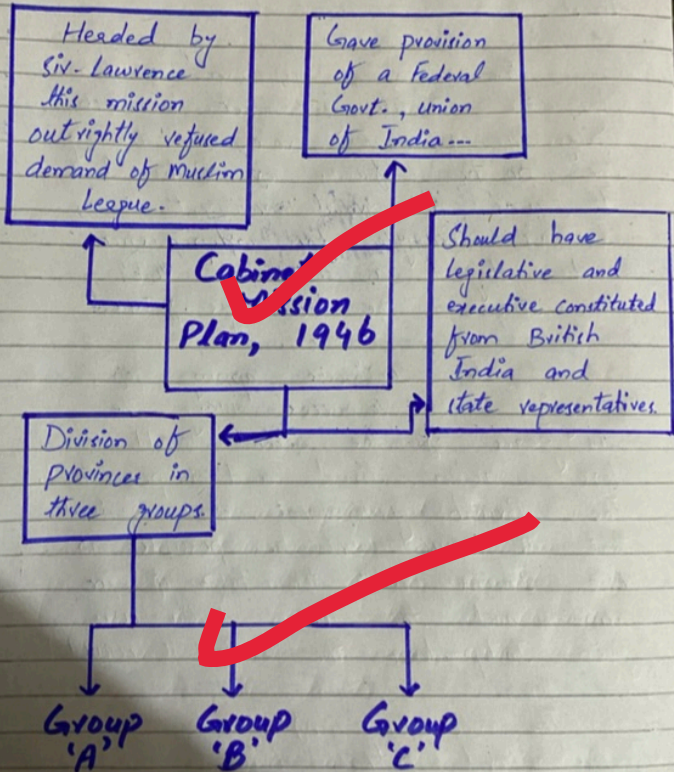 Headed by
Sir. Lawrence
this mission
outrightly refused
demand of Muslim
League.
Gave provision
of a Federal
Govt., union
of India...
Cabinet
Mission
Plan, 1946
Should have
legislative and
executive constituted
from British
India and
state representatives.
Division of
provinces in
three groups.
Group
'A'
Group
'B'
Group
'C'